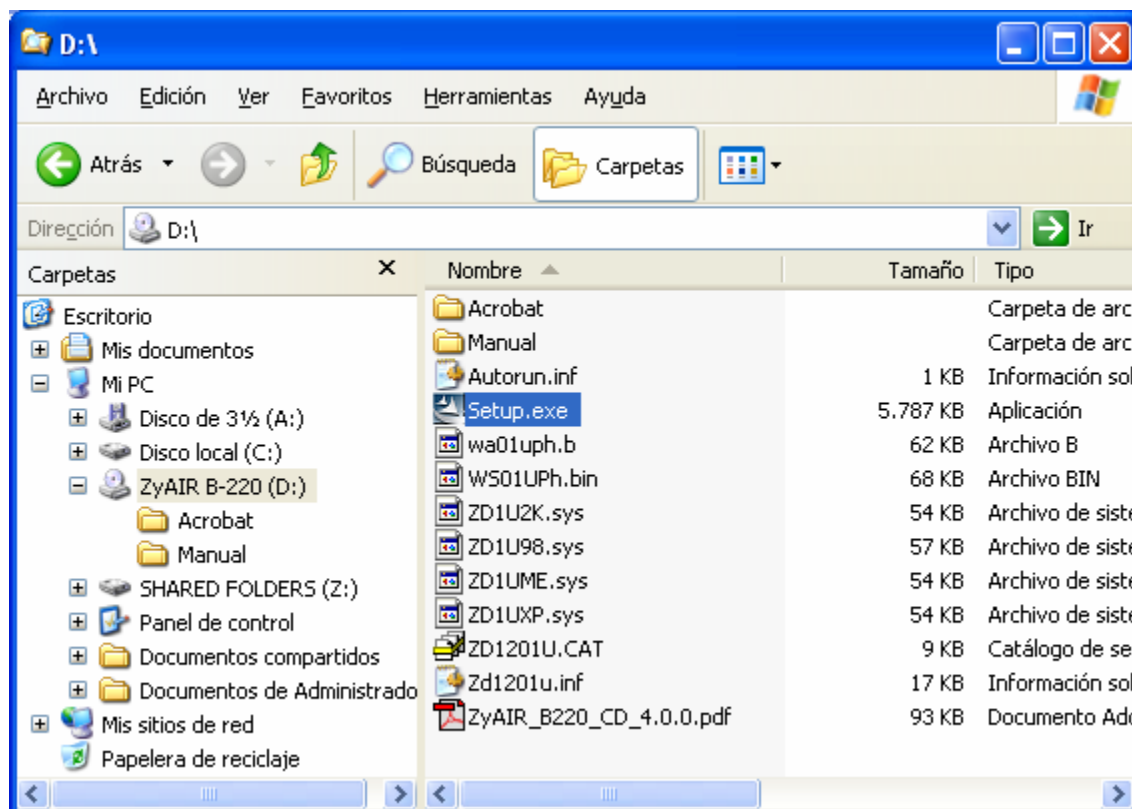 D:\
Archivo Edición Ver Favoritos Herramientas Ayuda
Atrás Búsqueda Carpetas
Dirección D:\ Ir
Carpetas X
Escritorio
Mis documentos
Mi PC
Disco de 3½ (A:)
Disco local (C:)
ZyAIR B-220 (D:)
Acrobat
Manual
SHARED FOLDERS (Z:)
Panel de control
Documentos compartidos
Documentos de Administrado
Mis sitios de red
Papelera de reciclaje
Nombre Tamaño Tipo
Acrobat Carpeta de arc
Manual Carpeta de arc
Autorun.inf 1 KB Información sol
Setup.exe 5.787 KB Aplicación
wa01uph.b 62 KB Archivo B
WS01UPh.bin 68 KB Archivo BIN
ZD1U2K.sys 54 KB Archivo de siste
ZD1U98.sys 57 KB Archivo de siste
ZD1UME.sys 54 KB Archivo de siste
ZD1UXP.sys 54 KB Archivo de siste
ZD1201U.CAT 9 KB Catálogo de se
Zd1201u.inf 17 KB Información sol
ZyAIR_B220_CD_4.0.0.pdf 93 KB Documento Ado